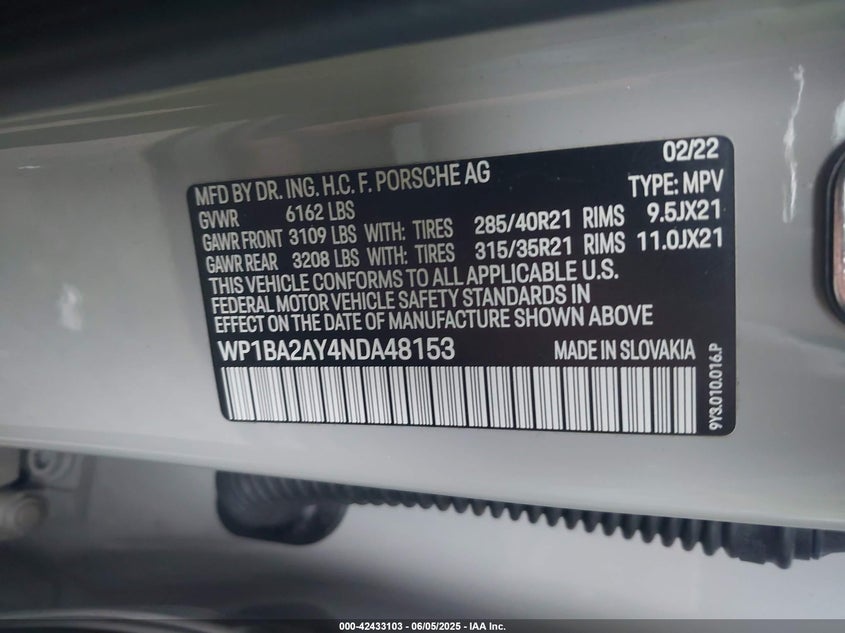 02/22
MFD BY DR. ING. H.C. F. PORSCHE AG TYPE: MPV
GVWR 6162 LBS
GAWR FRONT 3109 LBS WITH: TIRES 285/40R21 RIMS 9.5JX21
GAWR REAR 3208 LBS WITH: TIRES 315/35R21 RIMS 11.0JX21
THIS VEHICLE CONFORMS TO ALL APPLICABLE U.S.
FEDERAL MOTOR VEHICLE SAFETY STANDARDS IN
EFFECT ON THE DATE OF MANUFACTURE SHOWN ABOVE
WP1BA2AY4NDA48153 MADE IN SLOVAKIA
9Y3.010.016.P
000-42433103 - 06/05/2025 - IAA Inc.